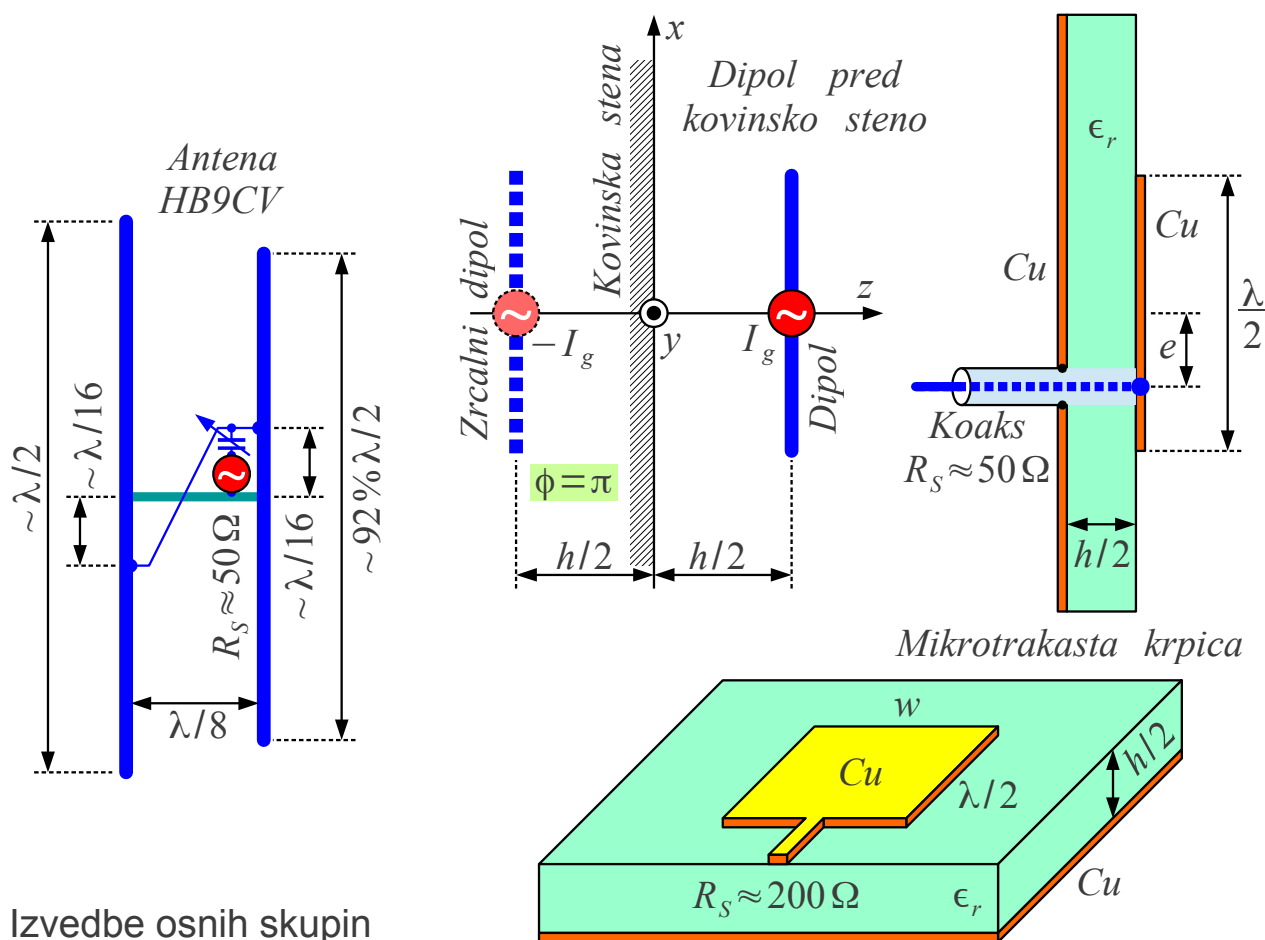 Antena
HB9CV
~λ/2
~λ/16
R_S≈50Ω
~λ/16
~92%λ/2
λ/8
x
Kovinska stena
Dipol pred
kovinsko steno
Zrcalni dipol
~
−I_g
y
I_g
~
z
Dipol
ϕ=π
h/2
h/2
ϵ_r
Cu
Cu
λ/2
e
Koaks
R_S≈50Ω
h/2
Mikrotrakasta krpica
w
Cu
λ/2
h/2
R_S≈200Ω
ϵ_r
Cu
~
Izvedbe osnih skupin